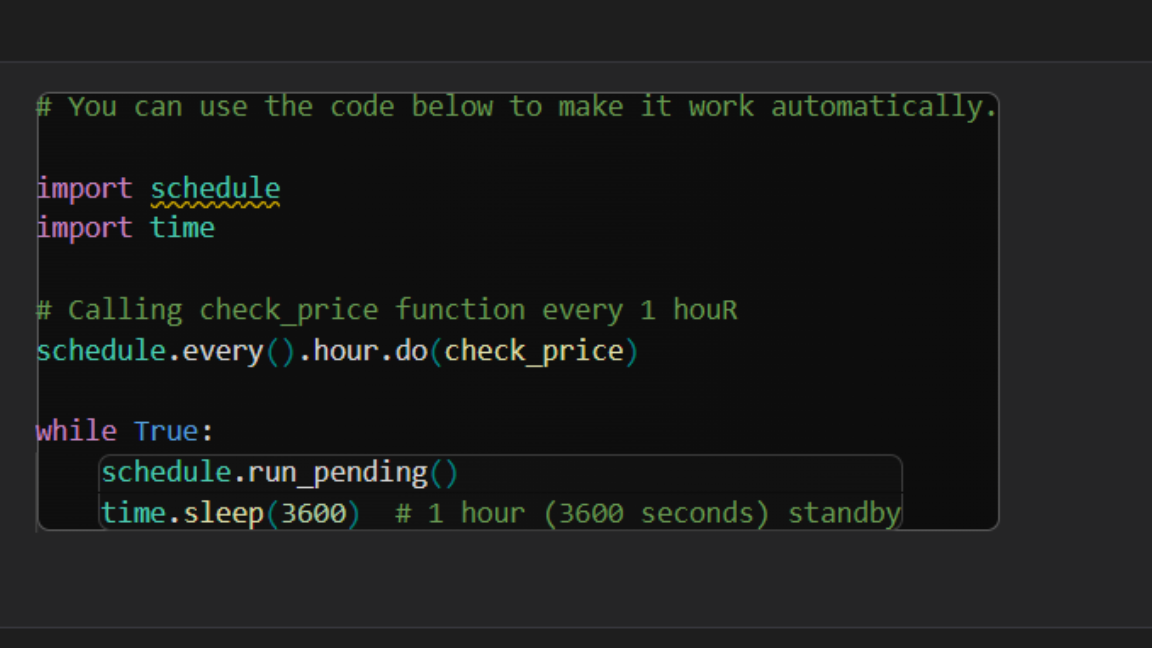 # You can use the code below to make it work automatically.
import schedule
import time
# Calling check_price function every 1 houR
schedule.every().hour.do(check_price)
while True:
    schedule.run_pending()
    time.sleep(3600)  # 1 hour (3600 seconds) standby